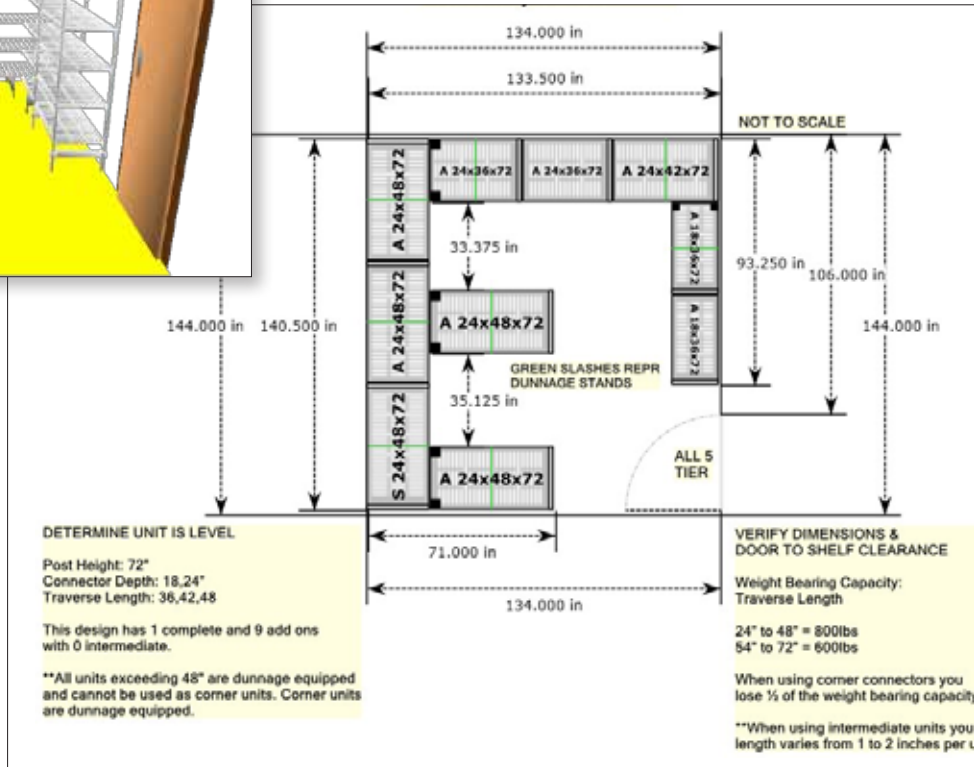 134.000 in
133.500 in
NOT TO SCALE
A 24x48x72
A 24x36x72
A 24x36x72
A 24x42x72
A 18x36x72
33.375 in
93.250 in
106.000 in
A 24x48x72
A 24x48x72
A 18x36x72
144.000 in
140.500 in
144.000 in
GREEN SLASHES REPR
DUNNAGE STANDS
35.125 in
S 24x48x72
ALL 5
TIER
A 24x48x72
71.000 in
134.000 in
DETERMINE UNIT IS LEVEL
Post Height: 72"
Connector Depth: 18,24"
Traverse Length: 36,42,48
This design has 1 complete and 9 add ons
with 0 intermediate.
**All units exceeding 48" are dunnage equipped
and cannot be used as corner units. Corner units
are dunnage equipped.
VERIFY DIMENSIONS &
DOOR TO SHELF CLEARANCE
Weight Bearing Capacity:
Traverse Length
24" to 48" = 800lbs
54" to 72" = 600lbs
When using corner connectors you
lose ½ of the weight bearing capacity
**When using intermediate units your
length varies from 1 to 2 inches per